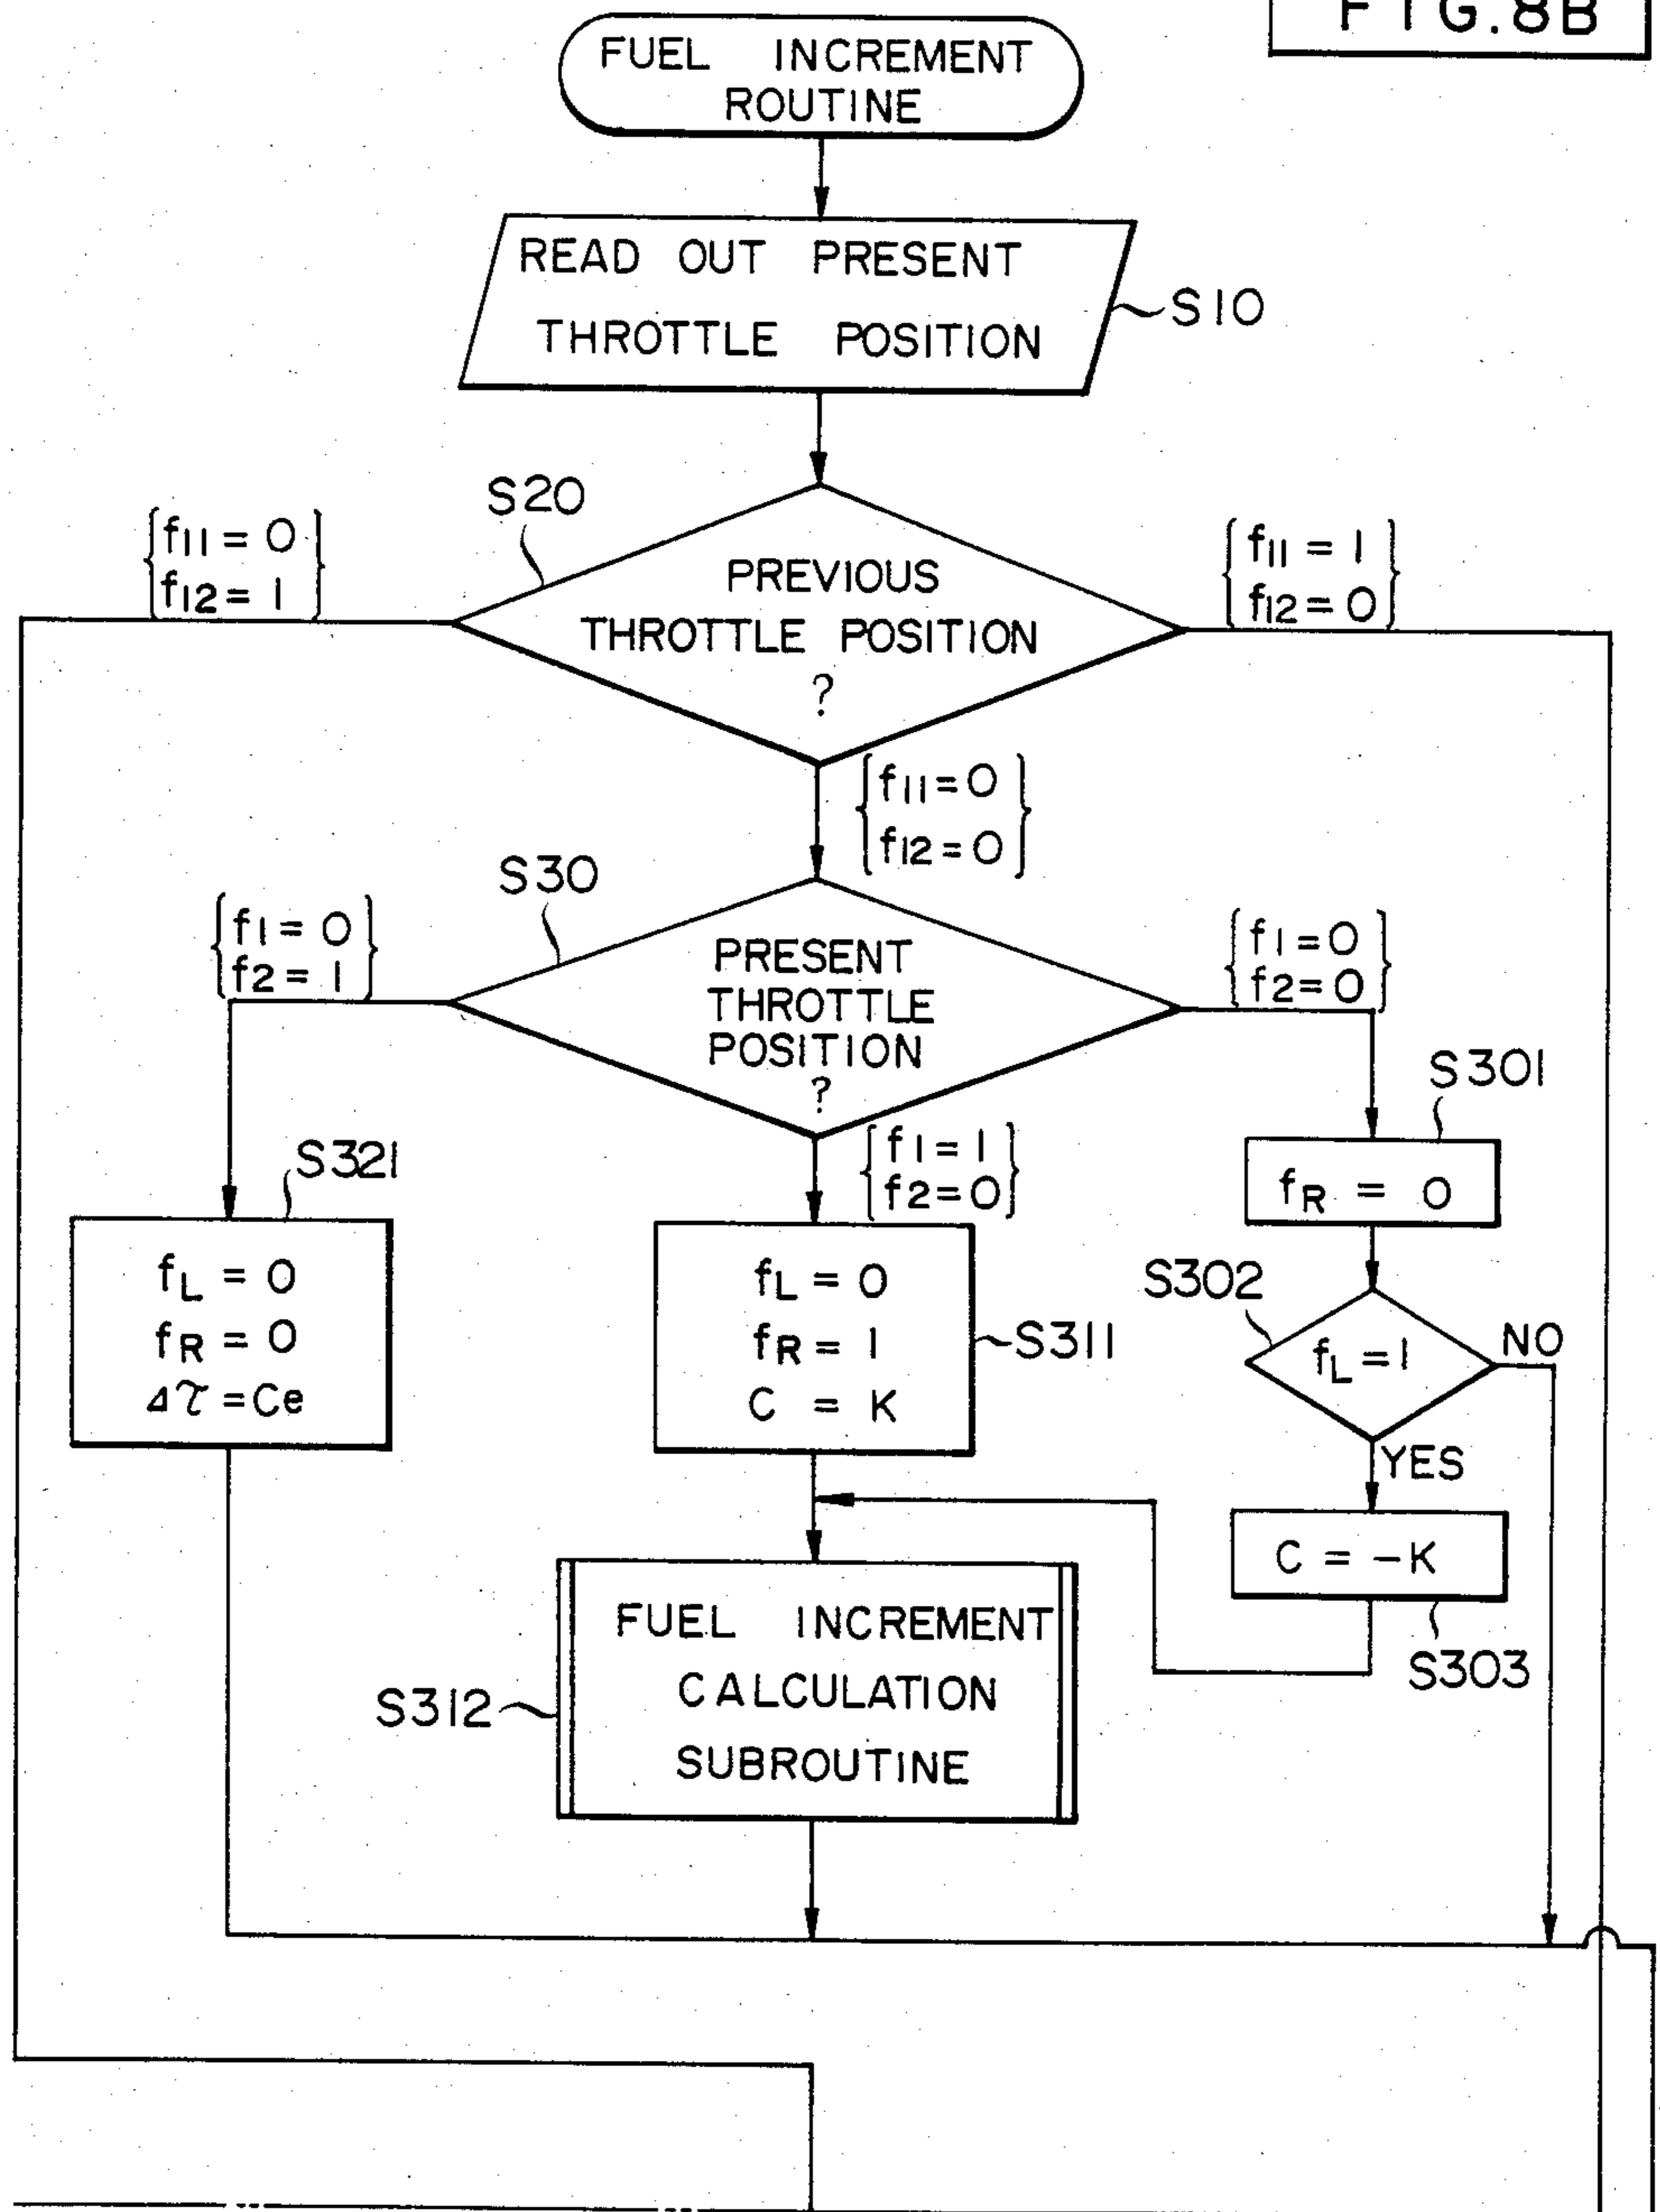 FIG.8B
FUEL INCREMENT
ROUTINE
READ OUT PRESENT
THROTTLE POSITION
S10
S20
f11 = 0
f12 = 1
PREVIOUS
THROTTLE POSITION
?
f11 = 1
f12 = 0
f11 = 0
f12 = 0
S30
f1 = 0
f2 = 1
PRESENT
THROTTLE
POSITION
?
f1 = 0
f2 = 0
f1 = 1
f2 = 0
S301
fR = 0
S321
fL = 0
fR = 0
Δτ = Ce
fL = 0
fR = 1
C = K
S311
S302
fL = 1
NO
YES
C = -K
S303
FUEL INCREMENT
CALCULATION
SUBROUTINE
S312